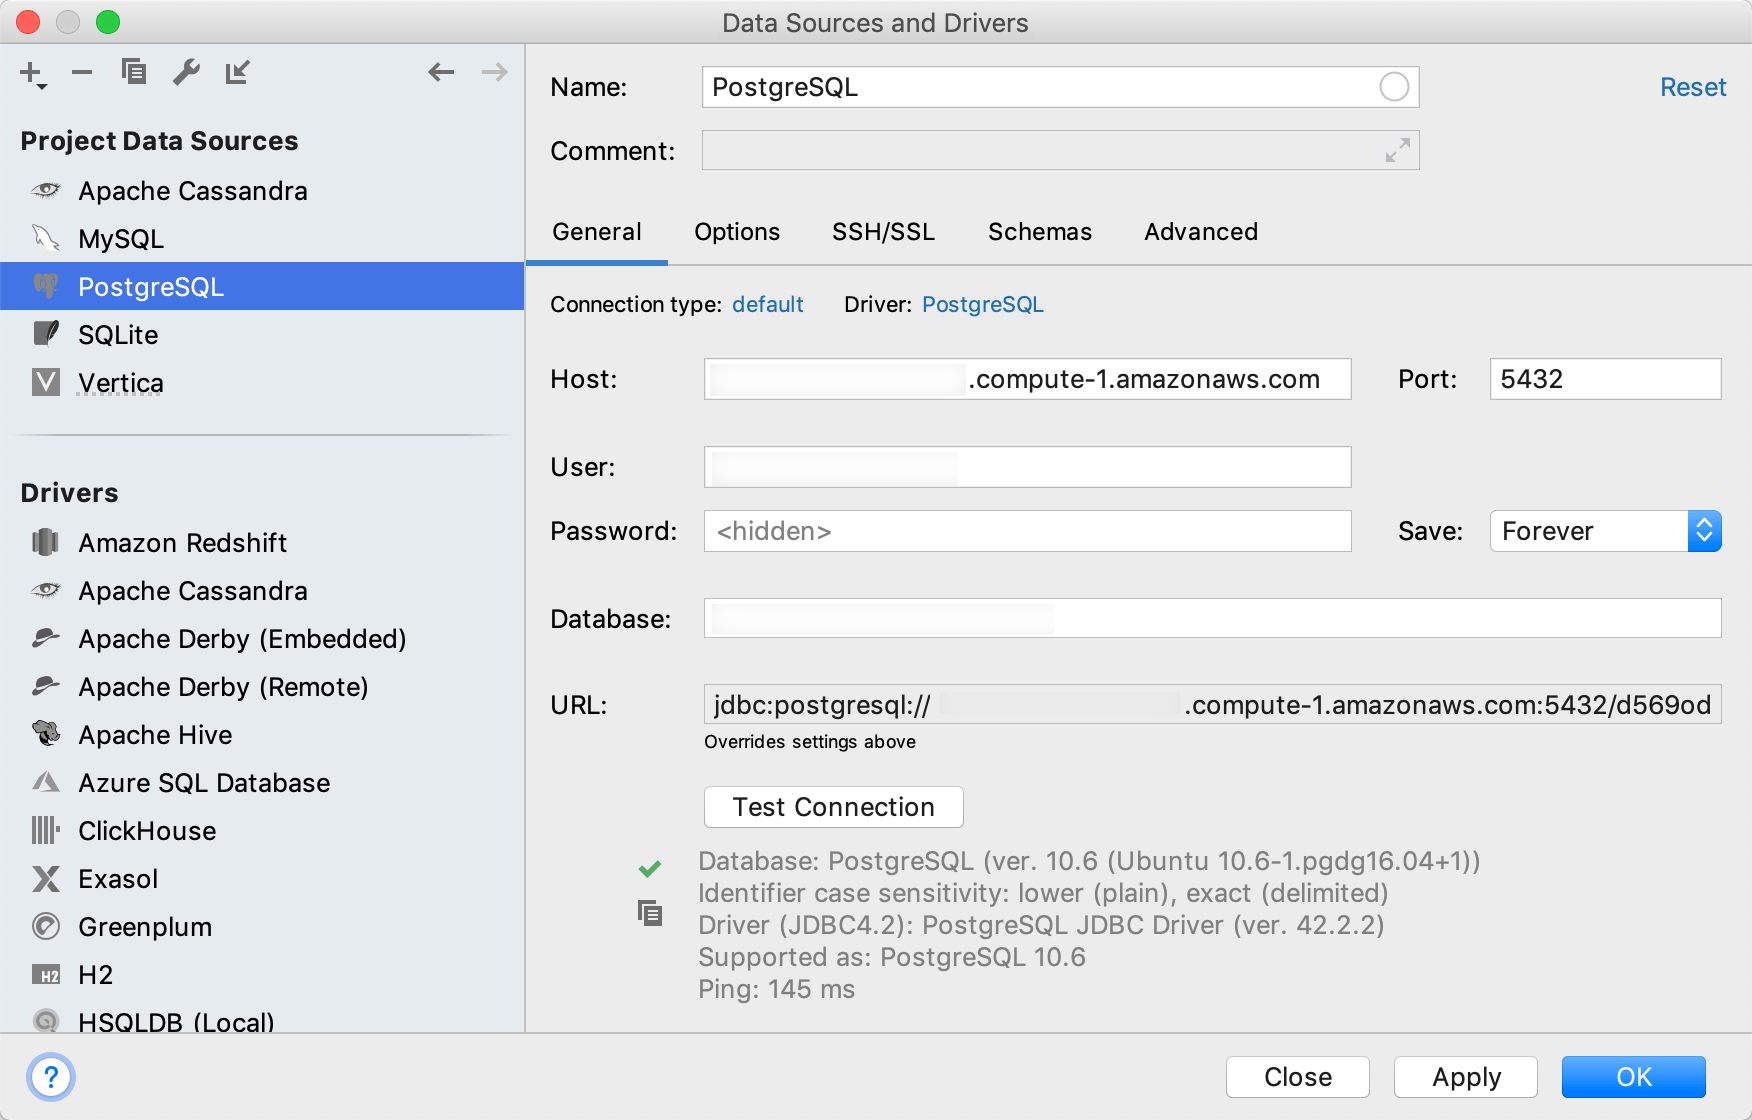 Data Sources and Drivers
Project Data Sources
Apache Cassandra
MySQL
PostgreSQL
SQLite
Vertica
Drivers
Amazon Redshift
Apache Cassandra
Apache Derby (Embedded)
Apache Derby (Remote)
Apache Hive
Azure SQL Database
ClickHouse
Exasol
Greenplum
H2
H2
HSQLDB (Local)
Name: PostgreSQL Reset
Comment:
General Options SSH/SSL Schemas Advanced
Connection type: default Driver: PostgreSQL
Host: .compute-1.amazonaws.com Port: 5432
User:
Password: <hidden> Save: Forever
Database:
URL: jdbc:postgresql:// .compute-1.amazonaws.com:5432/d569od
Overrides settings above
Test Connection
Database: PostgreSQL (ver. 10.6 (Ubuntu 10.6-1.pgdg16.04+1))
Identifier case sensitivity: lower (plain), exact (delimited)
Driver (JDBC4.2): PostgreSQL JDBC Driver (ver. 42.2.2)
Supported as: PostgreSQL 10.6
Ping: 145 ms
? Close Apply OK